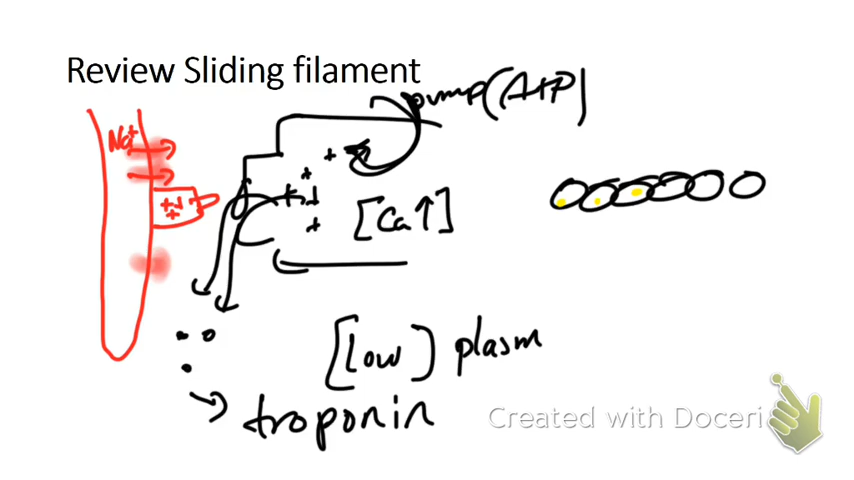 Review Sliding filament
pump (ATP)
Na+
[Ca↑]
[low] plasm
troponin
Created with Doceri